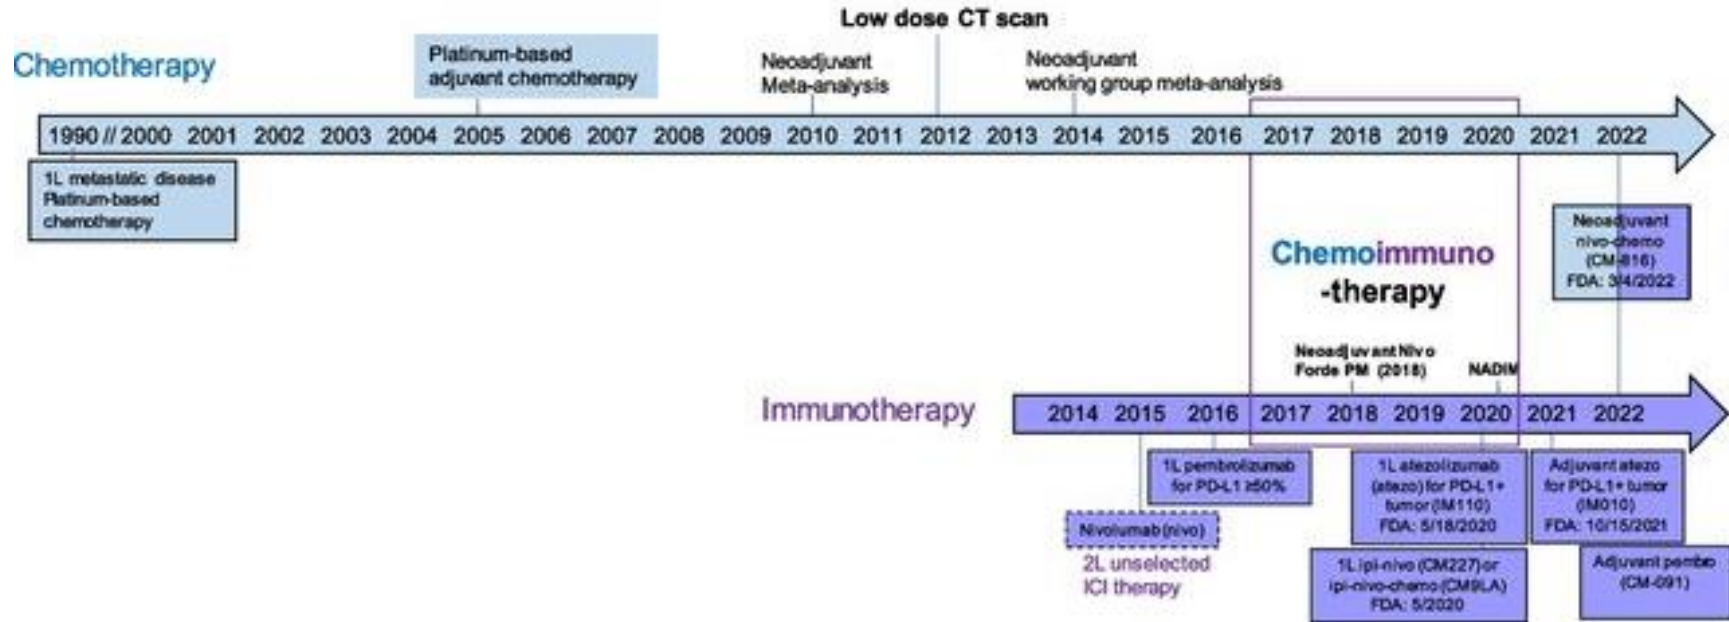 Low dose CT scan
Chemotherapy
Platinum-based
adjuvant chemotherapy
Neoadjuvant
Meta-analysis
Neoadjuvant
working group meta-analysis
1990 // 2000 2001 2002 2003 2004 2005 2006 2007 2008 2009 2010 2011 2012 2013 2014 2015 2016 2017 2018 2019 2020 2021 2022
1L metastatic disease
Platinum-based
chemotherapy
Neoadjuvant
nivo-chemo
(CM-816)
FDA: 3/4/2022
Chemoimmuno
-therapy
Neoadjuvant Nivo
Forde PM (2018)
NADIM
Immunotherapy
2014 2015 2016 2017 2018 2019 2020 2021 2022
1L pembrolizumab
for PD-L1 ≥50%
1L atezolizumab
(atezo) for PD-L1+
tumor (IM110)
FDA: 5/18/2020
Adjuvant atezo
for PD-L1+ tumor
(IM010)
FDA: 10/15/2021
Nivolumab (nivo)
2L unselected
ICI therapy
1L ipi-nivo (CM227) or
ipi-nivo-chemo (CM9LA)
FDA: 5/2020
Adjuvant pembro
(CM-091)